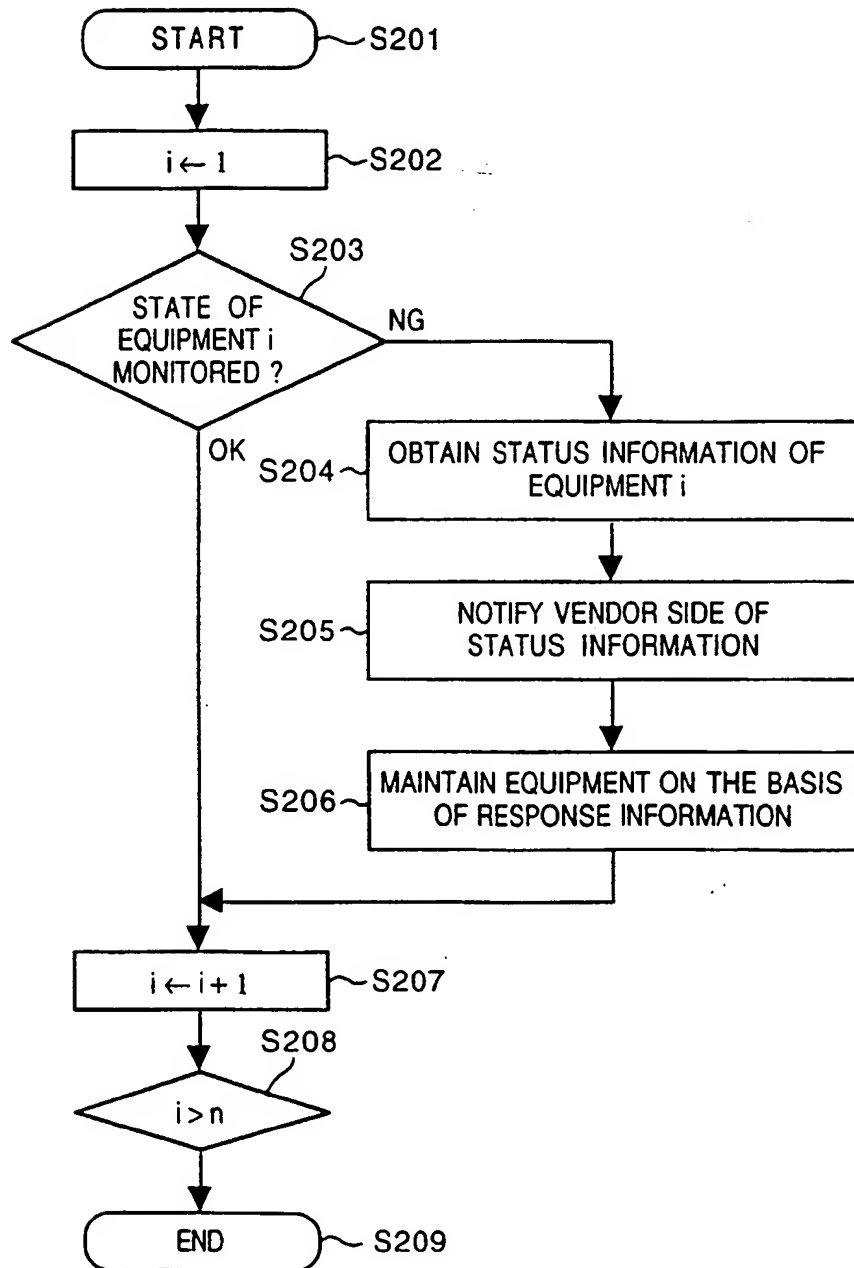 START
S201
i ← 1
S202
S203
STATE OF
EQUIPMENT i
MONITORED ?
NG
OK
S204
OBTAIN STATUS INFORMATION OF
EQUIPMENT i
S205
NOTIFY VENDOR SIDE OF
STATUS INFORMATION
S206
MAINTAIN EQUIPMENT ON THE BASIS
OF RESPONSE INFORMATION
i ← i + 1
S207
S208
i > n
END
S209